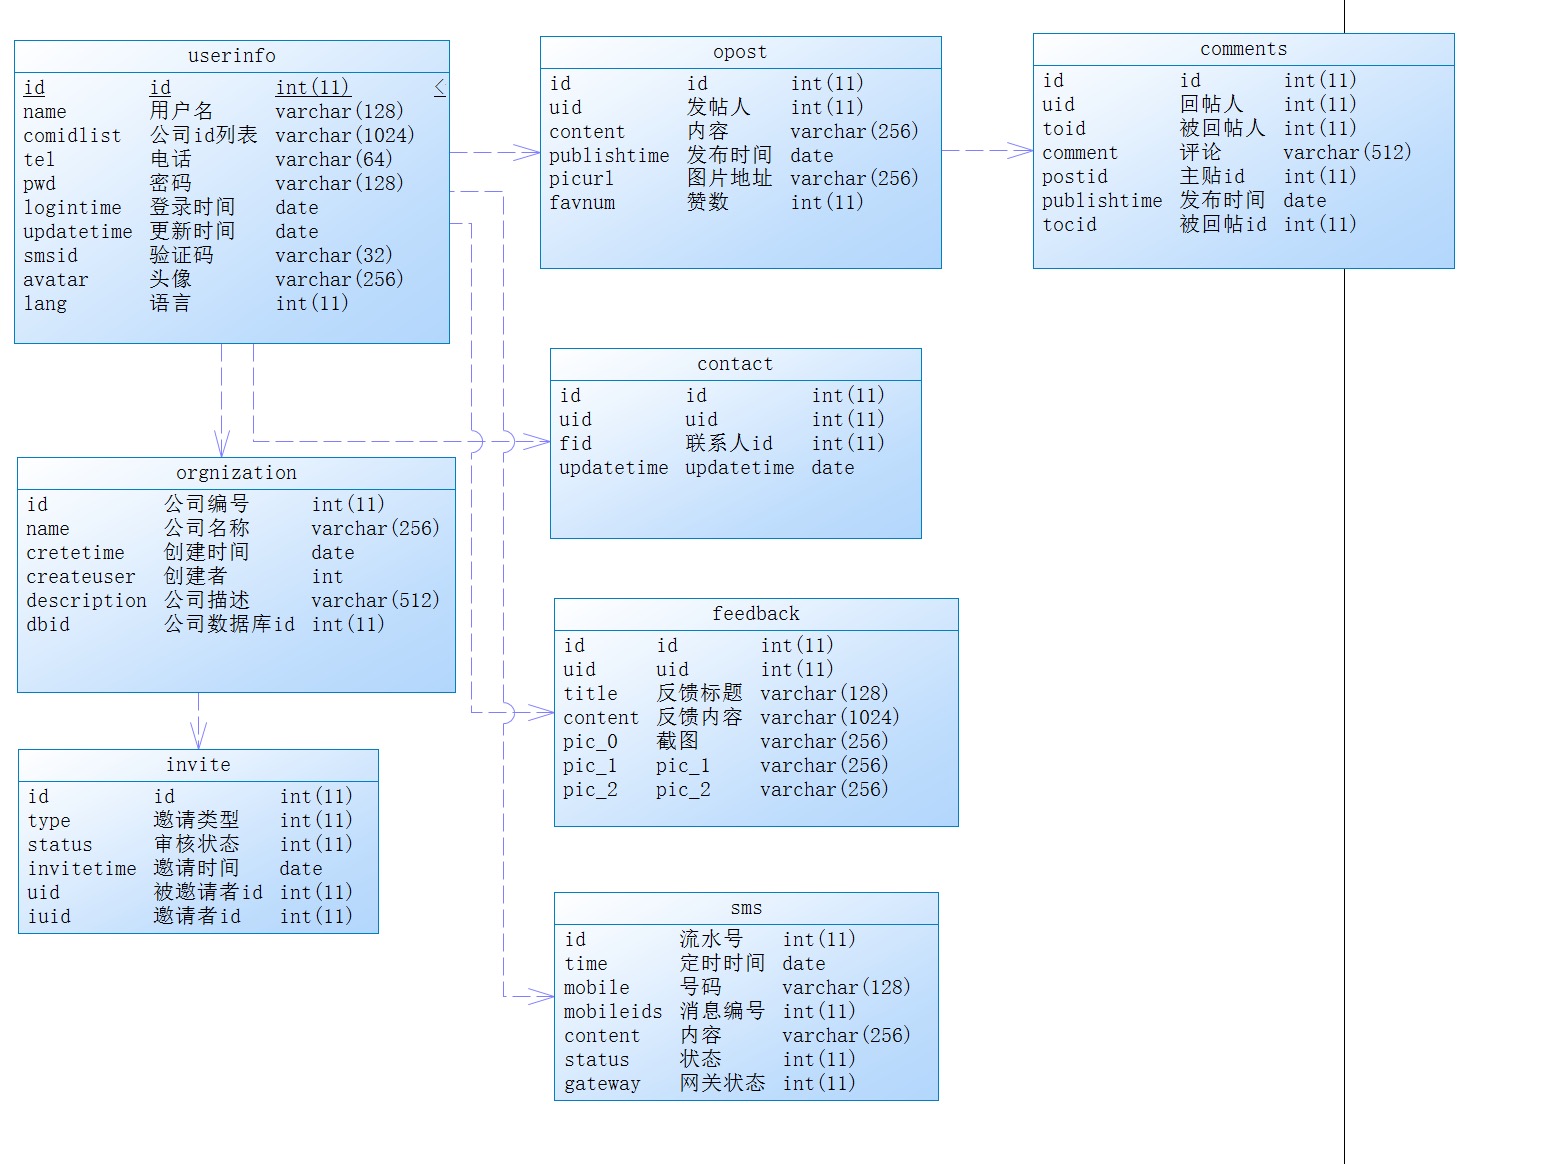 userinfo
id id int(11) <
name 用户名 varchar(128)
comidlist 公司id列表 varchar(1024)
tel 电话 varchar(64)
pwd 密码 varchar(128)
logintime 登录时间 date
updatetime 更新时间 date
smsid 验证码 varchar(32)
avatar 头像 varchar(256)
lang 语言 int(11)
opost
id id int(11)
uid 发帖人 int(11)
content 内容 varchar(256)
publishtime 发布时间 date
picurl 图片地址 varchar(256)
favnum 赞数 int(11)
comments
id id int(11)
uid 回帖人 int(11)
toid 被回帖人 int(11)
comment 评论 varchar(512)
postid 主贴id int(11)
publishtime 发布时间 date
tocid 被回帖id int(11)
contact
id id int(11)
uid uid int(11)
fid 联系人id int(11)
updatetime updatetime date
orgnization
id 公司编号 int(11)
name 公司名称 varchar(256)
cretetime 创建时间 date
createuser 创建者 int
description 公司描述 varchar(512)
dbid 公司数据库id int(11)
feedback
id id int(11)
uid uid int(11)
title 反馈标题 varchar(128)
content 反馈内容 varchar(1024)
pic_0 截图 varchar(256)
pic_1 pic_1 varchar(256)
pic_2 pic_2 varchar(256)
invite
id id int(11)
type 邀请类型 int(11)
status 审核状态 int(11)
invitetime 邀请时间 date
uid 被邀请者id int(11)
iuid 邀请者id int(11)
sms
id 流水号 int(11)
time 定时时间 date
mobile 号码 varchar(128)
mobileids 消息编号 int(11)
content 内容 varchar(256)
status 状态 int(11)
gateway 网关状态 int(11)